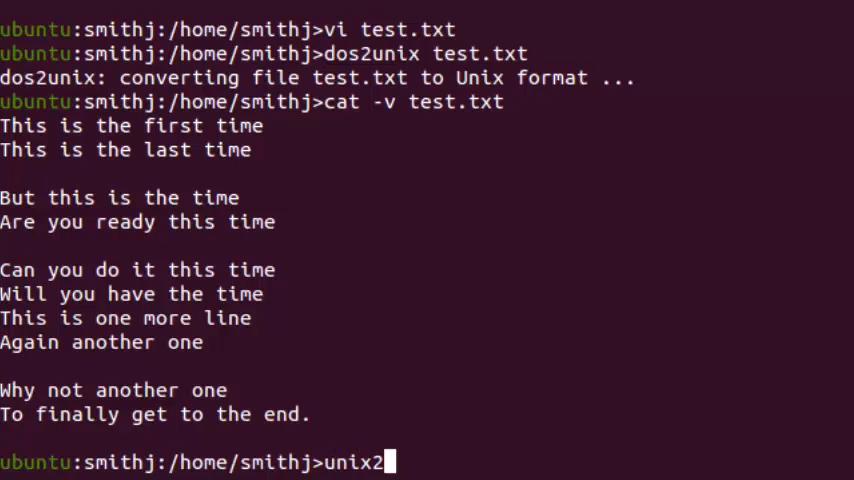 ubuntu:smithj:/home/smithj>vi test.txt
ubuntu:smithj:/home/smithj>dos2unix test.txt
dos2unix: converting file test.txt to Unix format ...
ubuntu:smithj:/home/smithj>cat -v test.txt
This is the first time
This is the last time
But this is the time
Are you ready this time
Can you do it this time
Will you have the time
This is one more line
Again another one
Why not another one
To finally get to the end.
ubuntu:smithj:/home/smithj>unix2